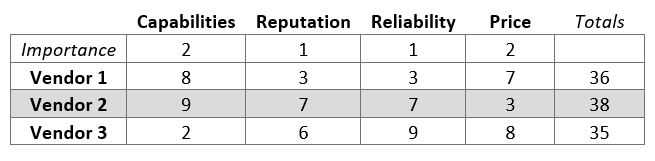 Capabilities Reputation Reliability Price Totals
Importance 2 1 1 2
Vendor 1 8 3 3 7 36
Vendor 2 9 7 7 3 38
Vendor 3 2 6 9 8 35